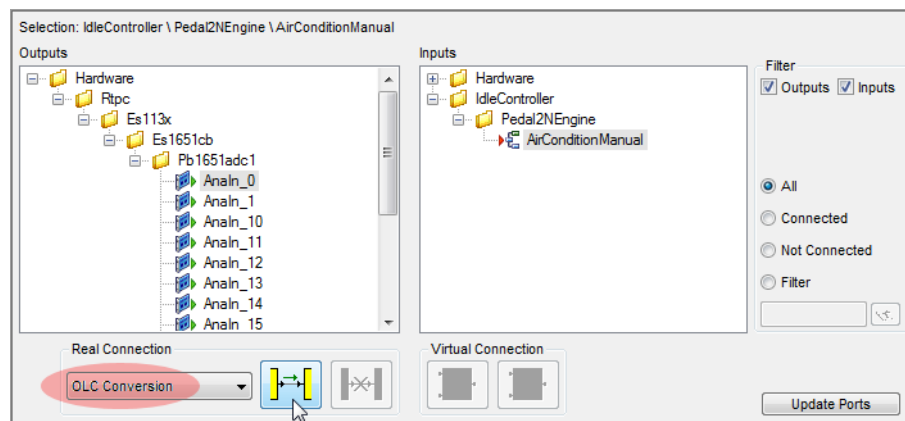 Selection: IdleController \ Pedal2NEngine \ AirConditionManual
Outputs
Hardware
Rtpc
Es113x
Es1651cb
Pb1651adc1
AnaIn_0
AnaIn_1
AnaIn_10
AnaIn_11
AnaIn_12
AnaIn_13
AnaIn_14
AnaIn_15
Inputs
Hardware
IdleController
Pedal2NEngine
AirConditionManual
Filter
Outputs Inputs
All
Connected
Not Connected
Filter
Real Connection
OLC Conversion
Virtual Connection
Update Ports